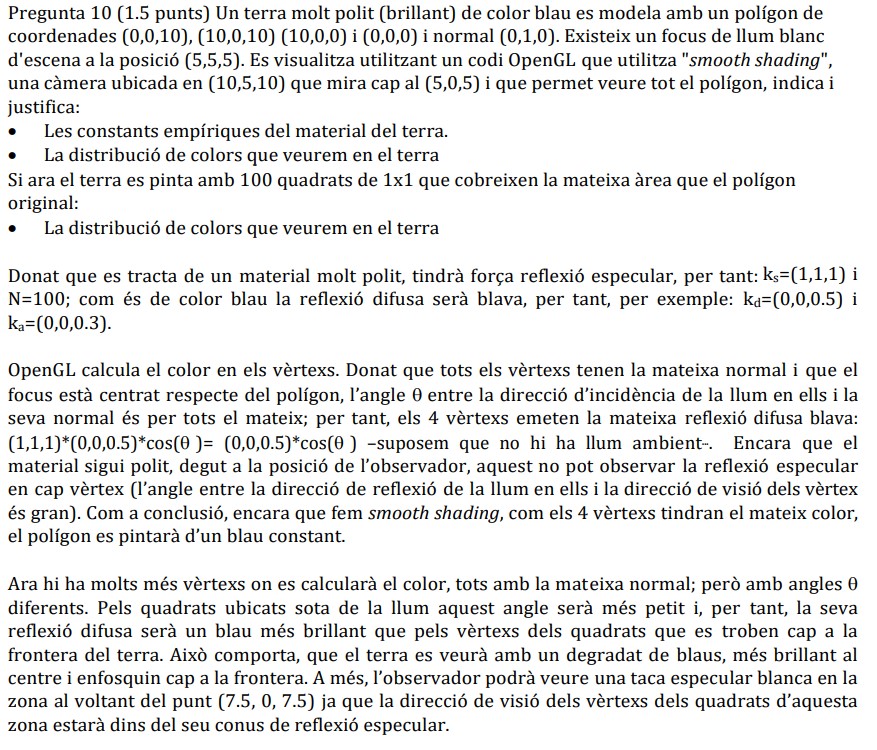 Pregunta 10 (1.5 punts) Un terra molt polit (brillant) de color blau es modela amb un polígon de
coordenades (0,0,10), (10,0,10) (10,0,0) i (0,0,0) i normal (0,1,0). Existeix un focus de llum blanc
d'escena a la posició (5,5,5). Es visualitza utilitzant un codi OpenGL que utilitza "smooth shading",
una càmera ubicada en (10,5,10) que mira cap al (5,0,5) i que permet veure tot el polígon, indica i
justifica:
• Les constants empíriques del material del terra.
• La distribució de colors que veurem en el terra
Si ara el terra es pinta amb 100 quadrats de 1x1 que cobreixen la mateixa àrea que el polígon
original:
• La distribució de colors que veurem en el terra
Donat que es tracta de un material molt polit, tindrà força reflexió especular, per tant: ks=(1,1,1) i
N=100; com és de color blau la reflexió difusa serà blava, per tant, per exemple: kd=(0,0,0.5) i
ka=(0,0,0.3).
OpenGL calcula el color en els vèrtexs. Donat que tots els vèrtexs tenen la mateixa normal i que el
focus està centrat respecte del polígon, l'angle θ entre la direcció d'incidència de la llum en ells i la
seva normal és per tots el mateix; per tant, els 4 vèrtexs emeten la mateixa reflexió difusa blava:
(1,1,1)*(0,0,0.5)*cos(θ )= (0,0,0.5)*cos(θ ) –suposem que no hi ha llum ambient–. Encara que el
material sigui polit, degut a la posició de l'observador, aquest no pot observar la reflexió especular
en cap vèrtex (l'angle entre la direcció de reflexió de la llum en ells i la direcció de visió dels vèrtex
és gran). Com a conclusió, encara que fem smooth shading, com els 4 vèrtexs tindran el mateix color,
el polígon es pintarà d'un blau constant.
Ara hi ha molts més vèrtexs on es calcularà el color, tots amb la mateixa normal; però amb angles θ
diferents. Pels quadrats ubicats sota de la llum aquest angle serà més petit i, per tant, la seva
reflexió difusa serà un blau més brillant que pels vèrtexs dels quadrats que es troben cap a la
frontera del terra. Això comporta, que el terra es veurà amb un degradat de blaus, més brillant al
centre i enfosquin cap a la frontera. A més, l'observador podrà veure una taca especular blanca en la
zona al voltant del punt (7.5, 0, 7.5) ja que la direcció de visió dels vèrtexs dels quadrats d'aquesta
zona estarà dins del seu conus de reflexió especular.